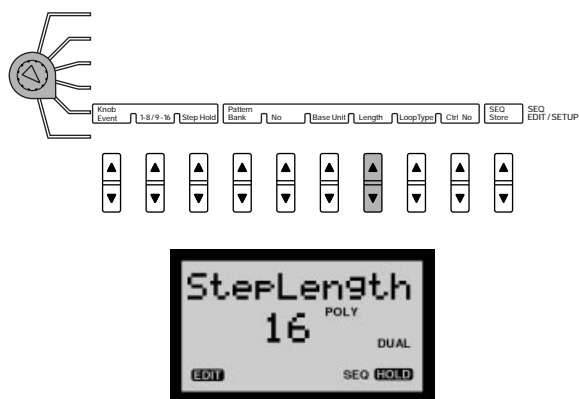 Knob Event 1-8/9-16 Step Hold Pattern Bank No Base Unit Length LoopType Ctrl No SEQ Store SEQ EDIT/SETUP
StepLength
16 POLY
DUAL
EDIT SEQ HOLD